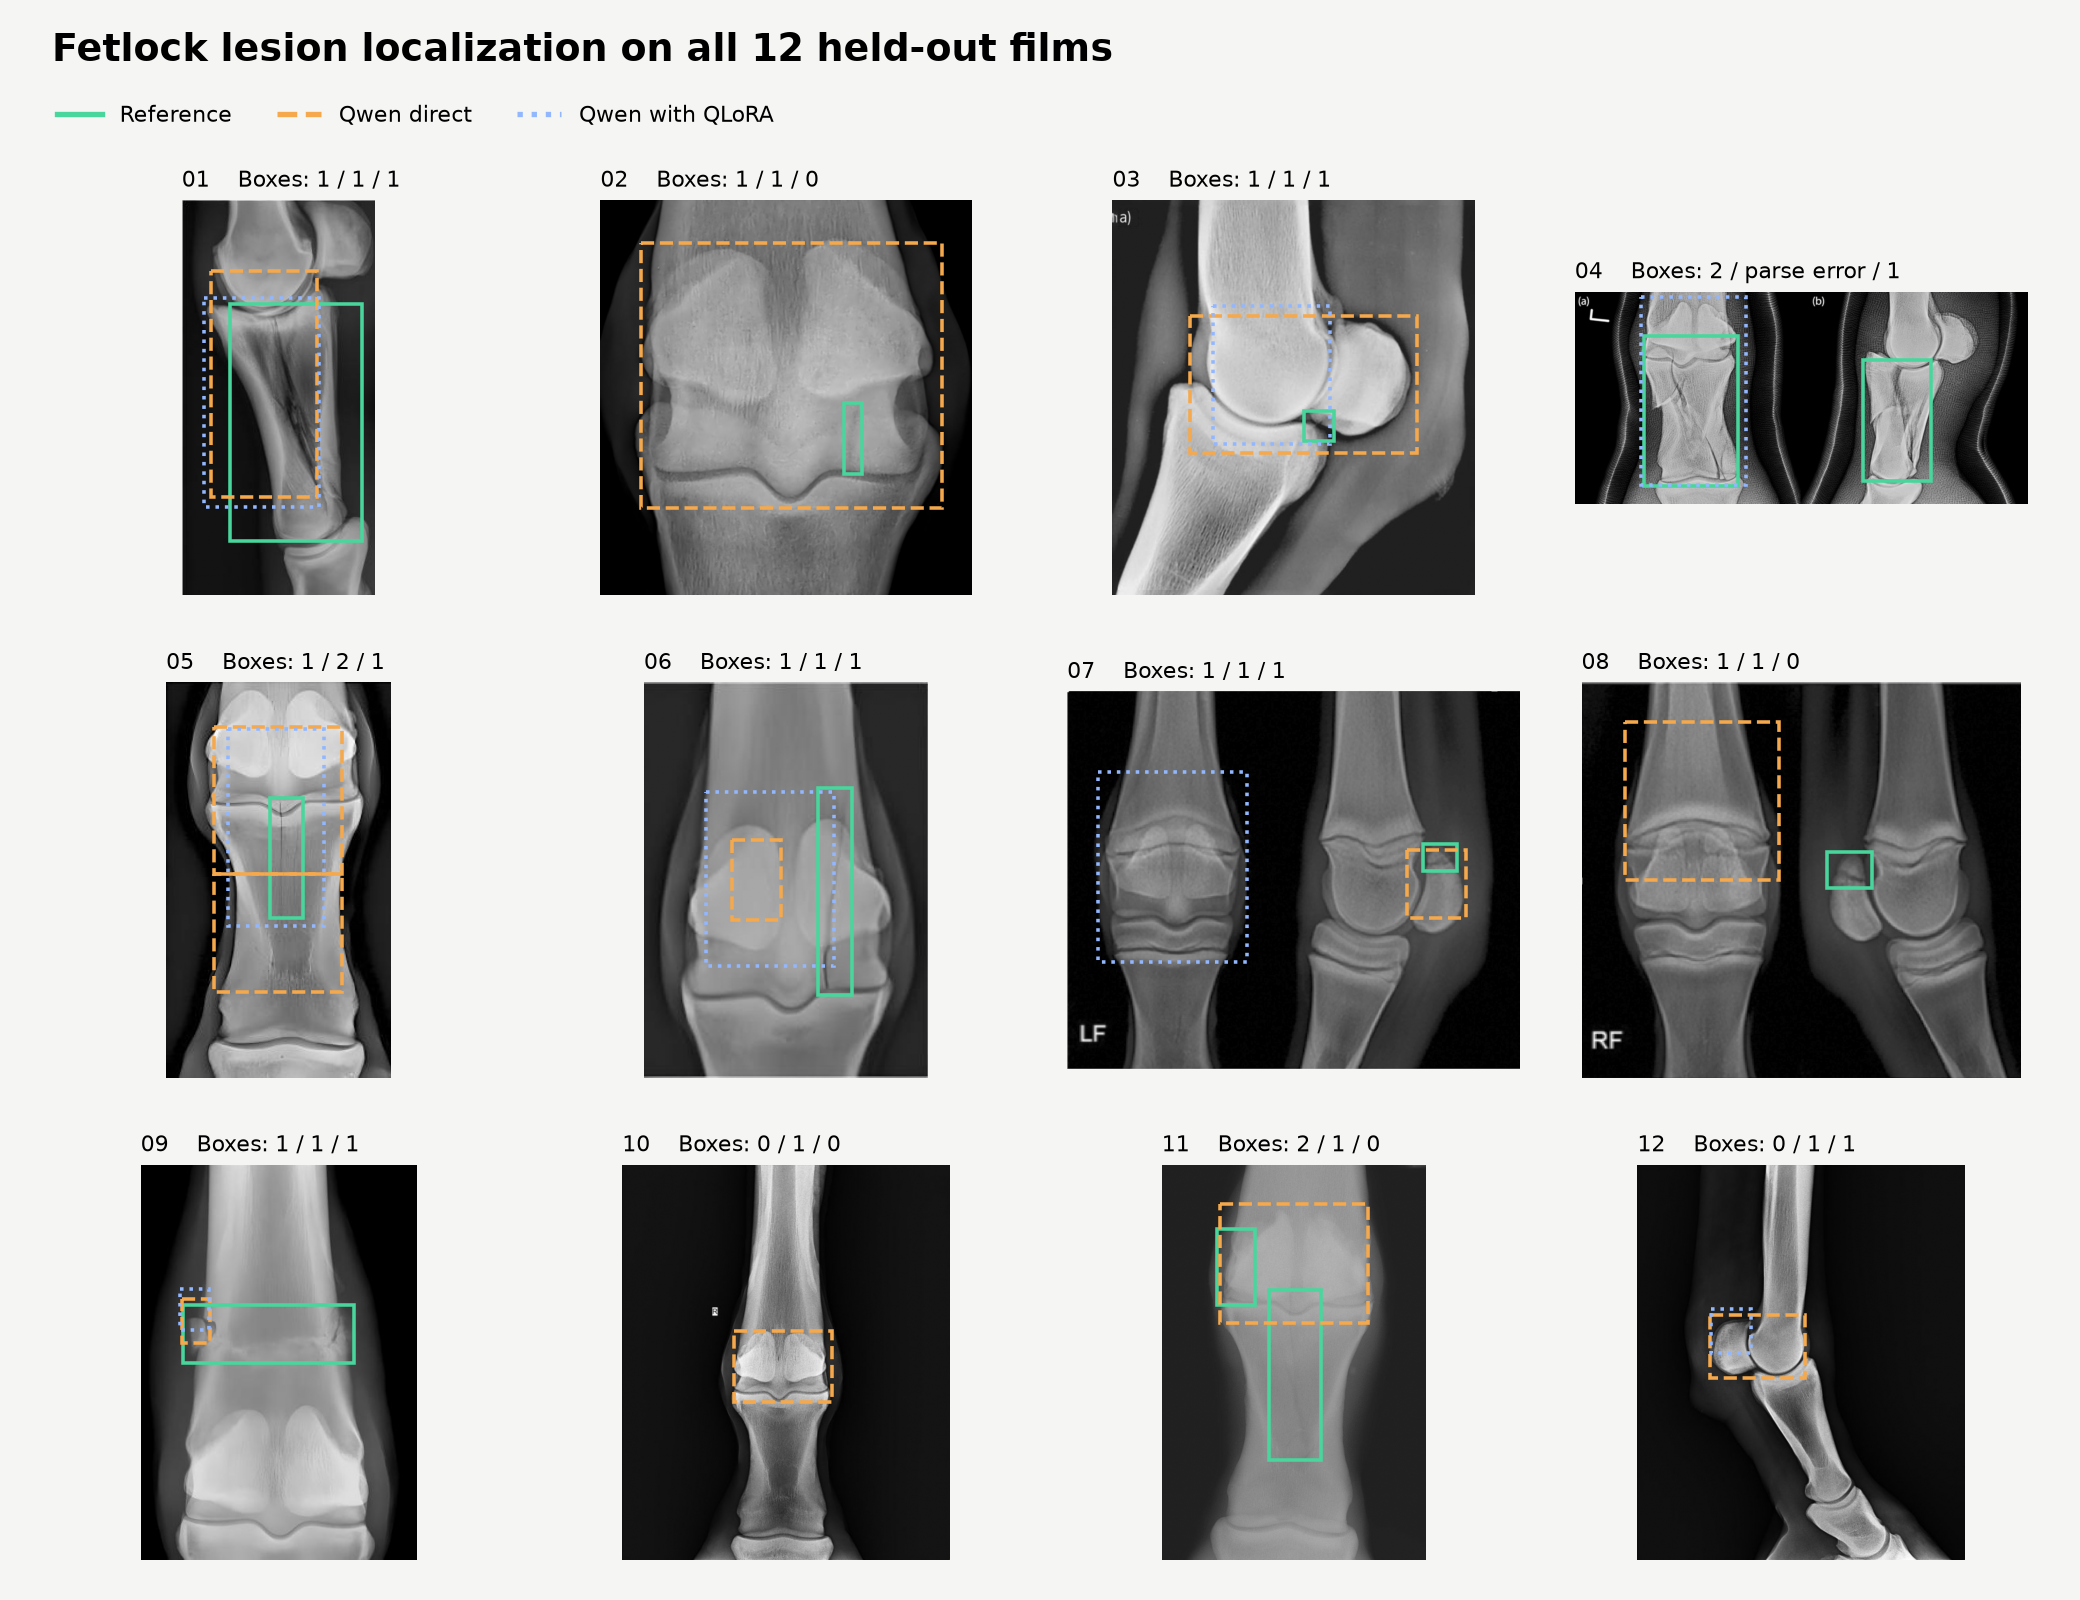 Fetlock lesion localization on all 12 held-out films
Reference Qwen direct Qwen with QLoRA
01 Boxes: 1 / 1 / 1
02 Boxes: 1 / 1 / 0
03 Boxes: 1 / 1 / 1
a)
04 Boxes: 2 / parse error / 1
(a) (b)
L
05 Boxes: 1 / 2 / 1
06 Boxes: 1 / 1 / 1
07 Boxes: 1 / 1 / 1
LF
08 Boxes: 1 / 1 / 0
RF
09 Boxes: 1 / 1 / 1
10 Boxes: 0 / 1 / 0
11 Boxes: 2 / 1 / 0
12 Boxes: 0 / 1 / 1